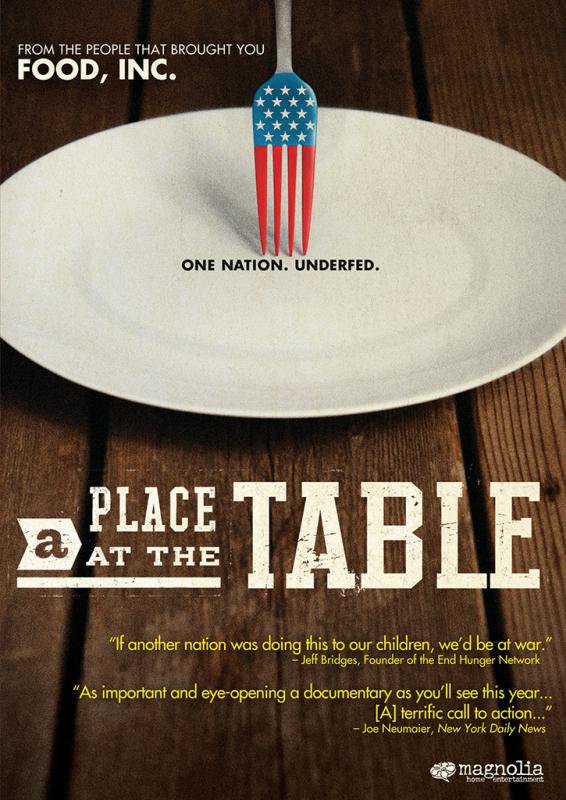 FROM THE PEOPLE THAT BROUGHT YOU
FOOD, INC.
ONE NATION. UNDERFED.
a PLACE
AT THE
TABLE
“If another nation was doing this to our children, we’d be at war.”
– Jeff Bridges, Founder of the End Hunger Network
“As important and eye-opening a documentary as you’ll see this year...
[A] terrific call to action...”
– Joe Neumaier, New York Daily News
magnolia
home entertainment